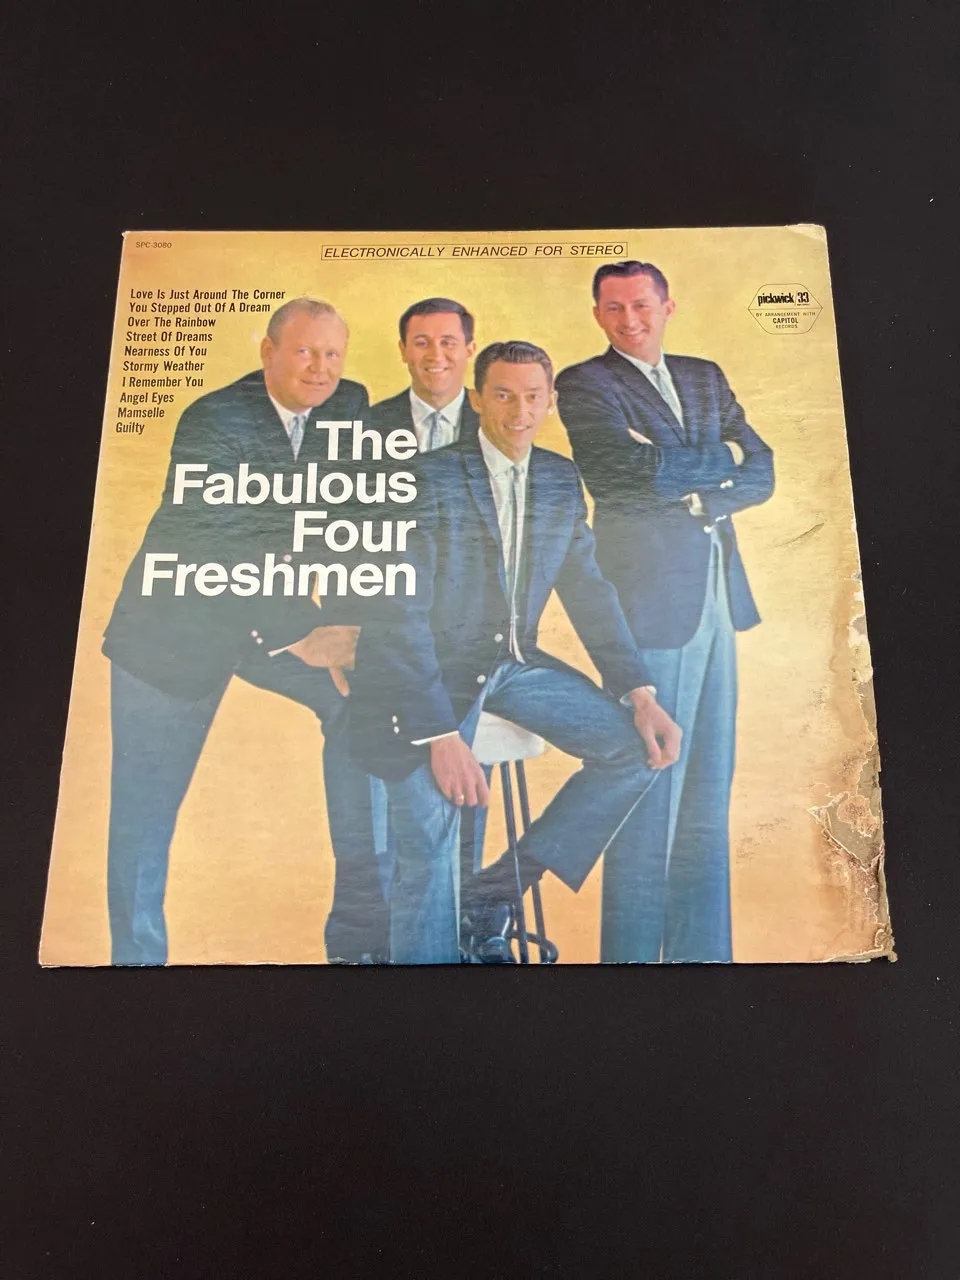 SPC-3080
ELECTRONICALLY ENHANCED FOR STEREO
pickwick/33
BY ARRANGEMENT WITH
CAPITOL
RECORDS
Love Is Just Around The Corner
You Stepped Out Of A Dream
Over The Rainbow
Street Of Dreams
Nearness Of You
Stormy Weather
I Remember You
Angel Eyes
Mamselle
Guilty
The
Fabulous
Four
Freshmen